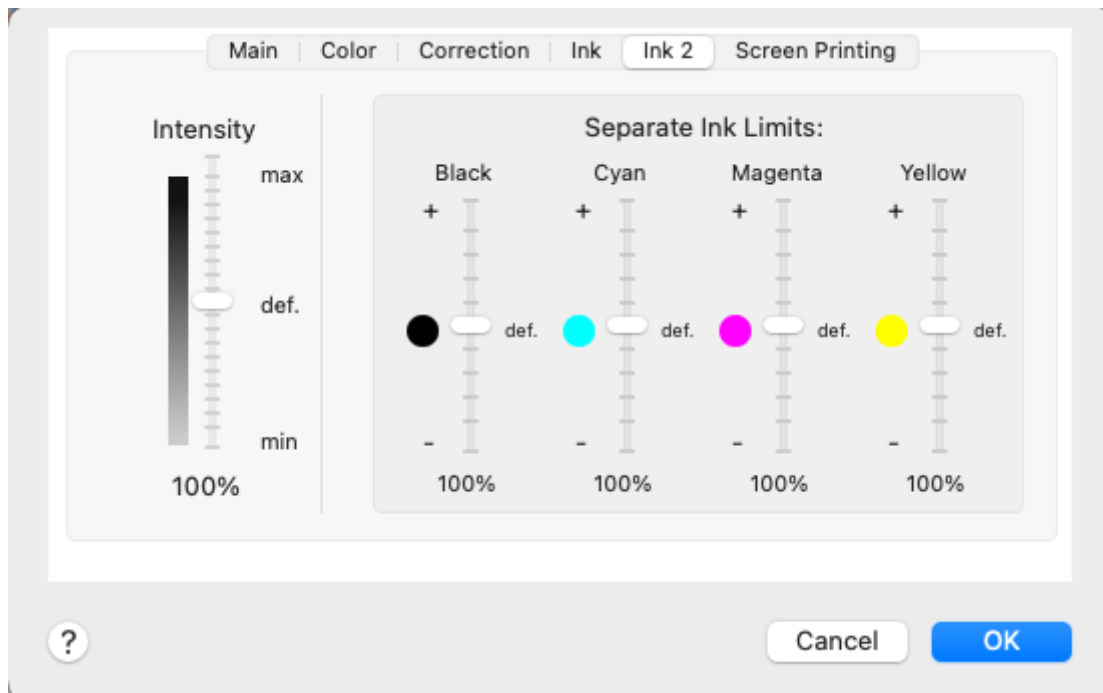 Main Color Correction Ink Ink 2 Screen Printing
Intensity
max
def.
min
100%
Separate Ink Limits:
Black Cyan Magenta Yellow
+ + + +
def. def. def. def.
- - - -
100% 100% 100% 100%
? Cancel OK